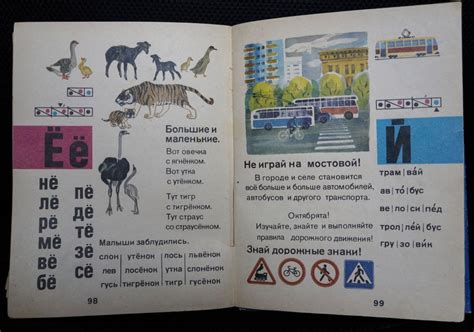 Ёё
Большие и
маленькие.
Вот овечка
с ягнёнком.
Вот утка
с утёнком.
Тут тигр
с тигрёнком.
Тут страус
со страусёнком.
нё
лё
рё
мё
вё
бё
пё
дё
тё
зё
сё
Малыши заблудились.
слон утёнок лось львёнок
лев лосёнок утка слонёнок
гусь тигрёнок тигр гусёнок
98
Й
Не играй на мостовой!
В городе и селе становится
всё больше и больше автомобилей,
автобусов и другого транспорта.
Октябрята!
Изучайте, знайте и выполняйте
правила дорожного движения!
Знай дорожные знаки!
трам|вай
ав|то|бус
ве|ло|си|пед
трол|лей|бус
гру|зо|вик
99